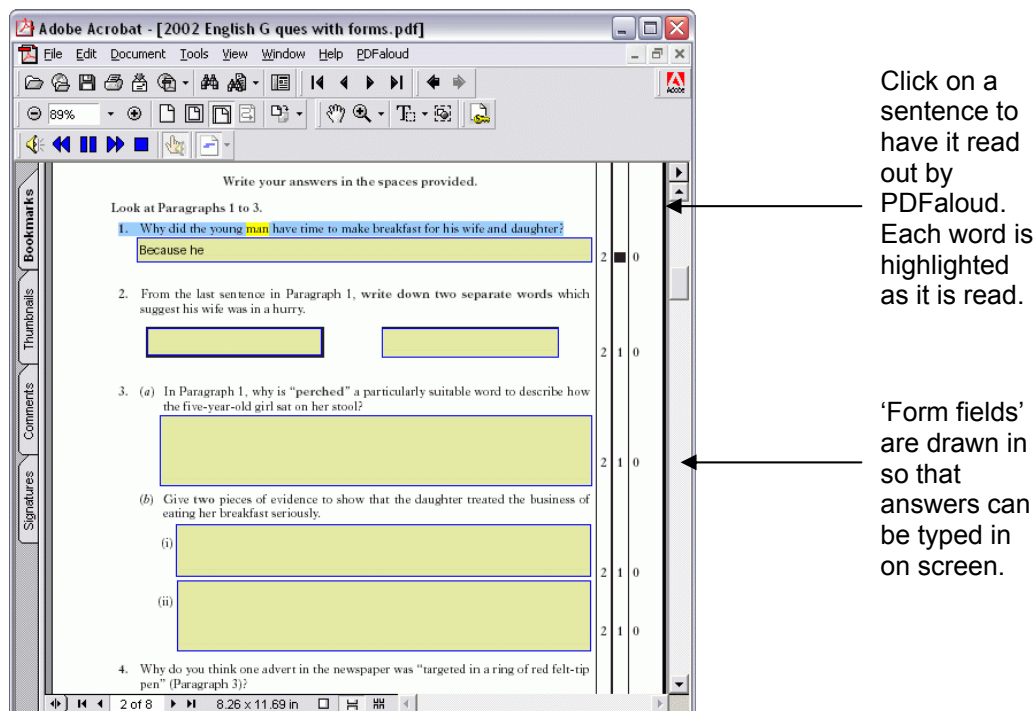 Adobe Acrobat - [2002 English G ques with forms.pdf]
File Edit Document Tools View Window Help PDFaloud
Adobe
89%
Bookmarks
Thumbnails
Comments
Signatures
Write your answers in the spaces provided.
Look at Paragraphs 1 to 3.
1. Why did the young man have time to make breakfast for his wife and daughter?
Because he
2 0
2. From the last sentence in Paragraph 1, write down two separate words which
suggest his wife was in a hurry.
2 1 0
3. (a) In Paragraph 1, why is “perched” a particularly suitable word to describe how
the five-year-old girl sat on her stool?
2 1 0
(b) Give two pieces of evidence to show that the daughter treated the business of
eating her breakfast seriously.
(i)
2 1 0
(ii)
2 1 0
4. Why do you think one advert in the newspaper was “targeted in a ring of red felt-tip
pen” (Paragraph 3)?
2 of 8 8.26 x 11.69 in
Click on a
sentence to
have it read
out by
PDFaloud.
Each word is
highlighted
as it is read.
‘Form fields’
are drawn in
so that
answers can
be typed in
on screen.